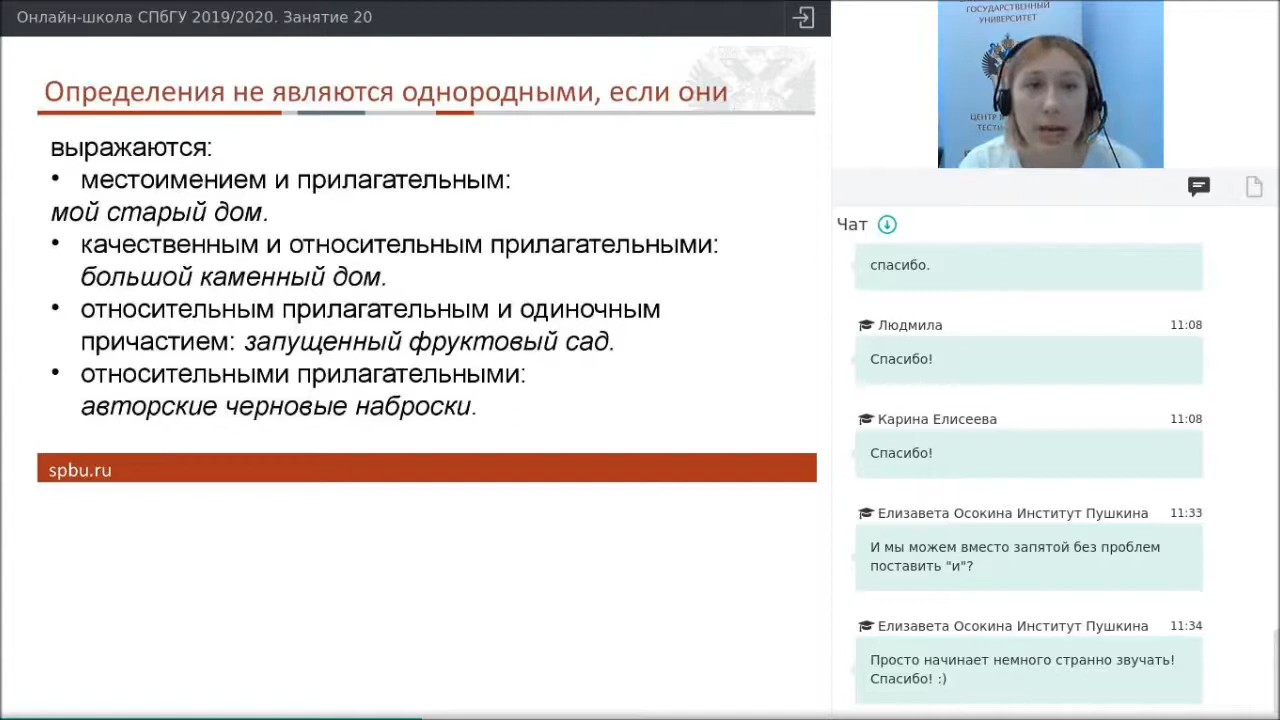 Онлайн-школа СПбГУ 2019/2020. Занятие 20
Определения не являются однородными, если они
выражаются:
• местоимением и прилагательным:
мой старый дом.
• качественным и относительным прилагательными:
большой каменный дом.
• относительным прилагательным и одиночным
причастием: запущенный фруктовый сад.
• относительными прилагательными:
авторские черновые наброски.
spbu.ru
ГОСУДАРСТВЕННЫЙ
УНИВЕРСИТЕТ
ЦЕНТР
Чат
спасибо.
Людмила 11:08
Спасибо!
Карина Елисеева 11:08
Спасибо!
Елизавета Осокина Институт Пушкина 11:33
И мы можем вместо запятой без проблем
поставить "и"?
Елизавета Осокина Институт Пушкина 11:34
Просто начинает немного странно звучать!
Спасибо! :)